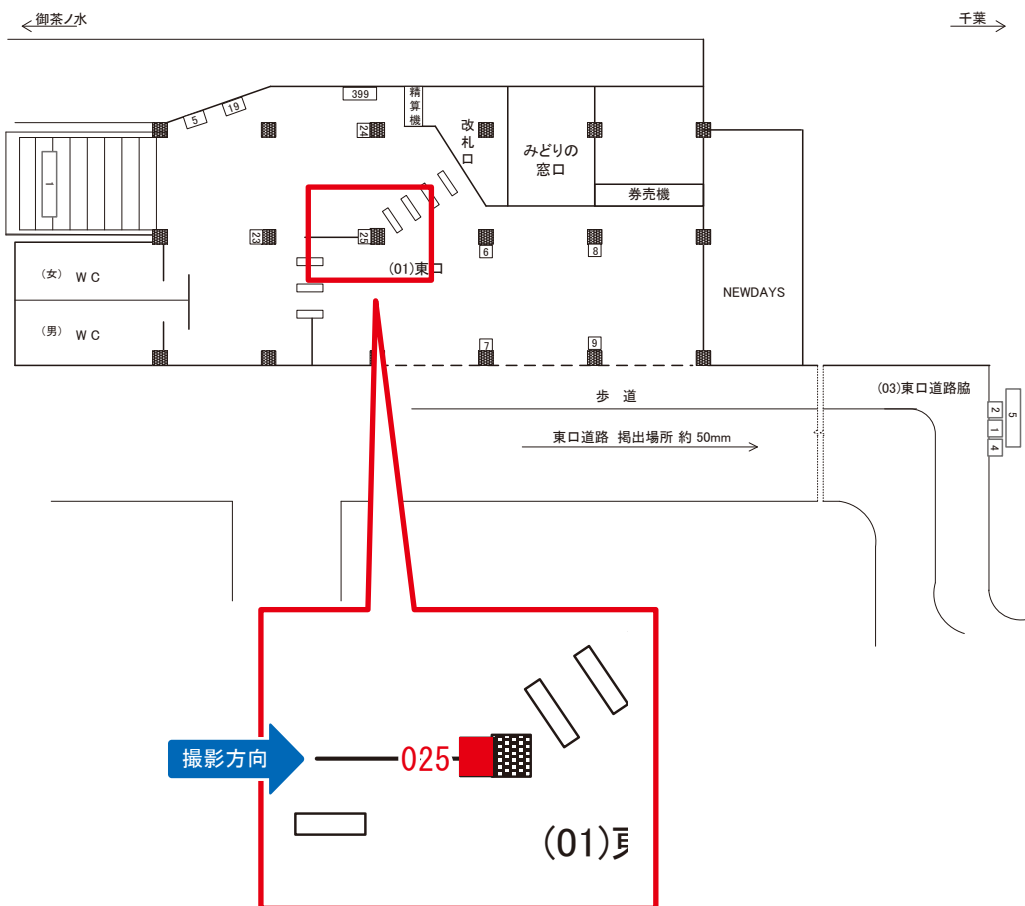 御茶ノ水
千葉
5
19
399
24
精算機
改札口
みどりの
窓口
券売機
1
23
25
6
8
(01)東口
(女) WC
(男) WC
NEWDAYS
7
9
歩 道
(03)東口道路脇
東口道路 掲出場所 約 50mm
2
1
4
5
撮影方向
025
(01)